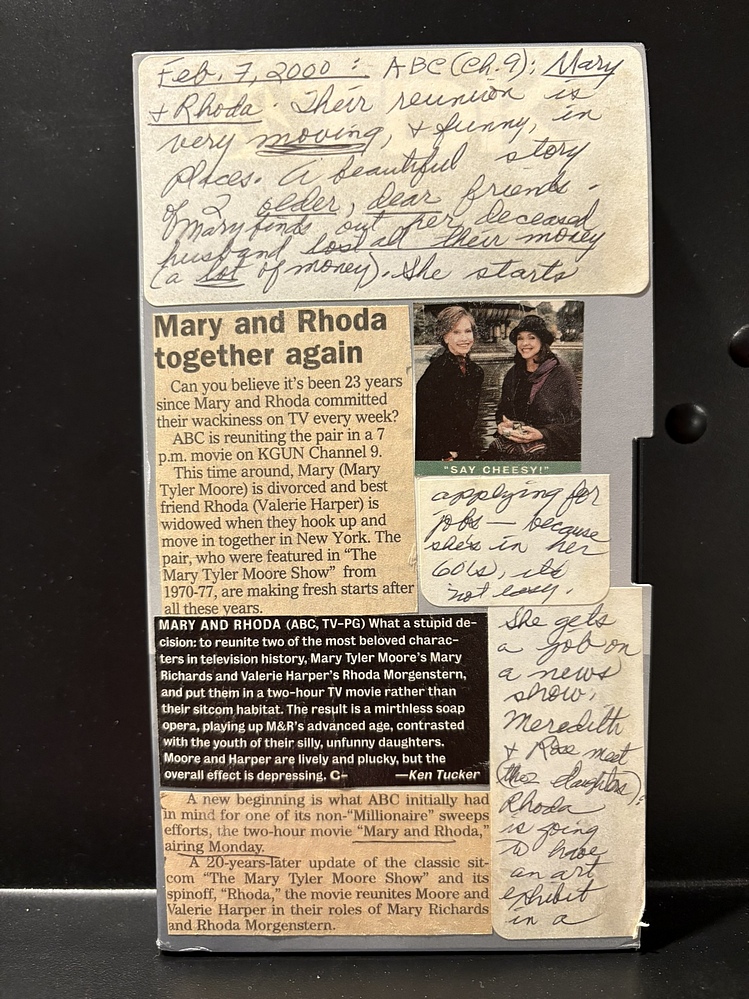 Feb. 7, 2000: ABC (Ch. 9): Mary
+ Rhoda. Their reunion is
very moving, + funny, in
places. A beautiful story
of 2 older, dear friends.
Mary finds out her deceased
husband lost all their money
(a lot of money). She starts
Mary and Rhoda
together again
Can you believe it's been 23 years
since Mary and Rhoda committed
their wackiness on TV every week?
ABC is reuniting the pair in a 7
p.m. movie on KGUN Channel 9.
This time around, Mary (Mary
Tyler Moore) is divorced and best
friend Rhoda (Valerie Harper) is
widowed when they hook up and
move in together in New York. The
pair, who were featured in "The
Mary Tyler Moore Show" from
1970-77, are making fresh starts after
all these years.
"SAY CHEESY!"
applying for
jobs — because
she's in her
60's, it's
not easy.
MARY AND RHODA (ABC, TV-PG) What a stupid de-
cision: to reunite two of the most beloved charac-
ters in television history, Mary Tyler Moore's Mary
Richards and Valerie Harper's Rhoda Morgenstern,
and put them in a two-hour TV movie rather than
their sitcom habitat. The result is a mirthless soap
opera, playing up M&R's advanced age, contrasted
with the youth of their silly, unfunny daughters.
Moore and Harper are lively and plucky, but the
overall effect is depressing. C– —Ken Tucker
She gets
a job on
a news
show.
Meredith
+ Rose meet
(the 2 daughters).
Rhoda
is going
to have
an art
exhibit
in a
A new beginning is what ABC initially had
in mind for one of its non-"Millionaire" sweeps
efforts, the two-hour movie "Mary and Rhoda,"
airing Monday.
A 20-years-later update of the classic sit-
com "The Mary Tyler Moore Show" and its
spinoff, "Rhoda," the movie reunites Moore and
Valerie Harper in their roles of Mary Richards
and Rhoda Morgenstern.